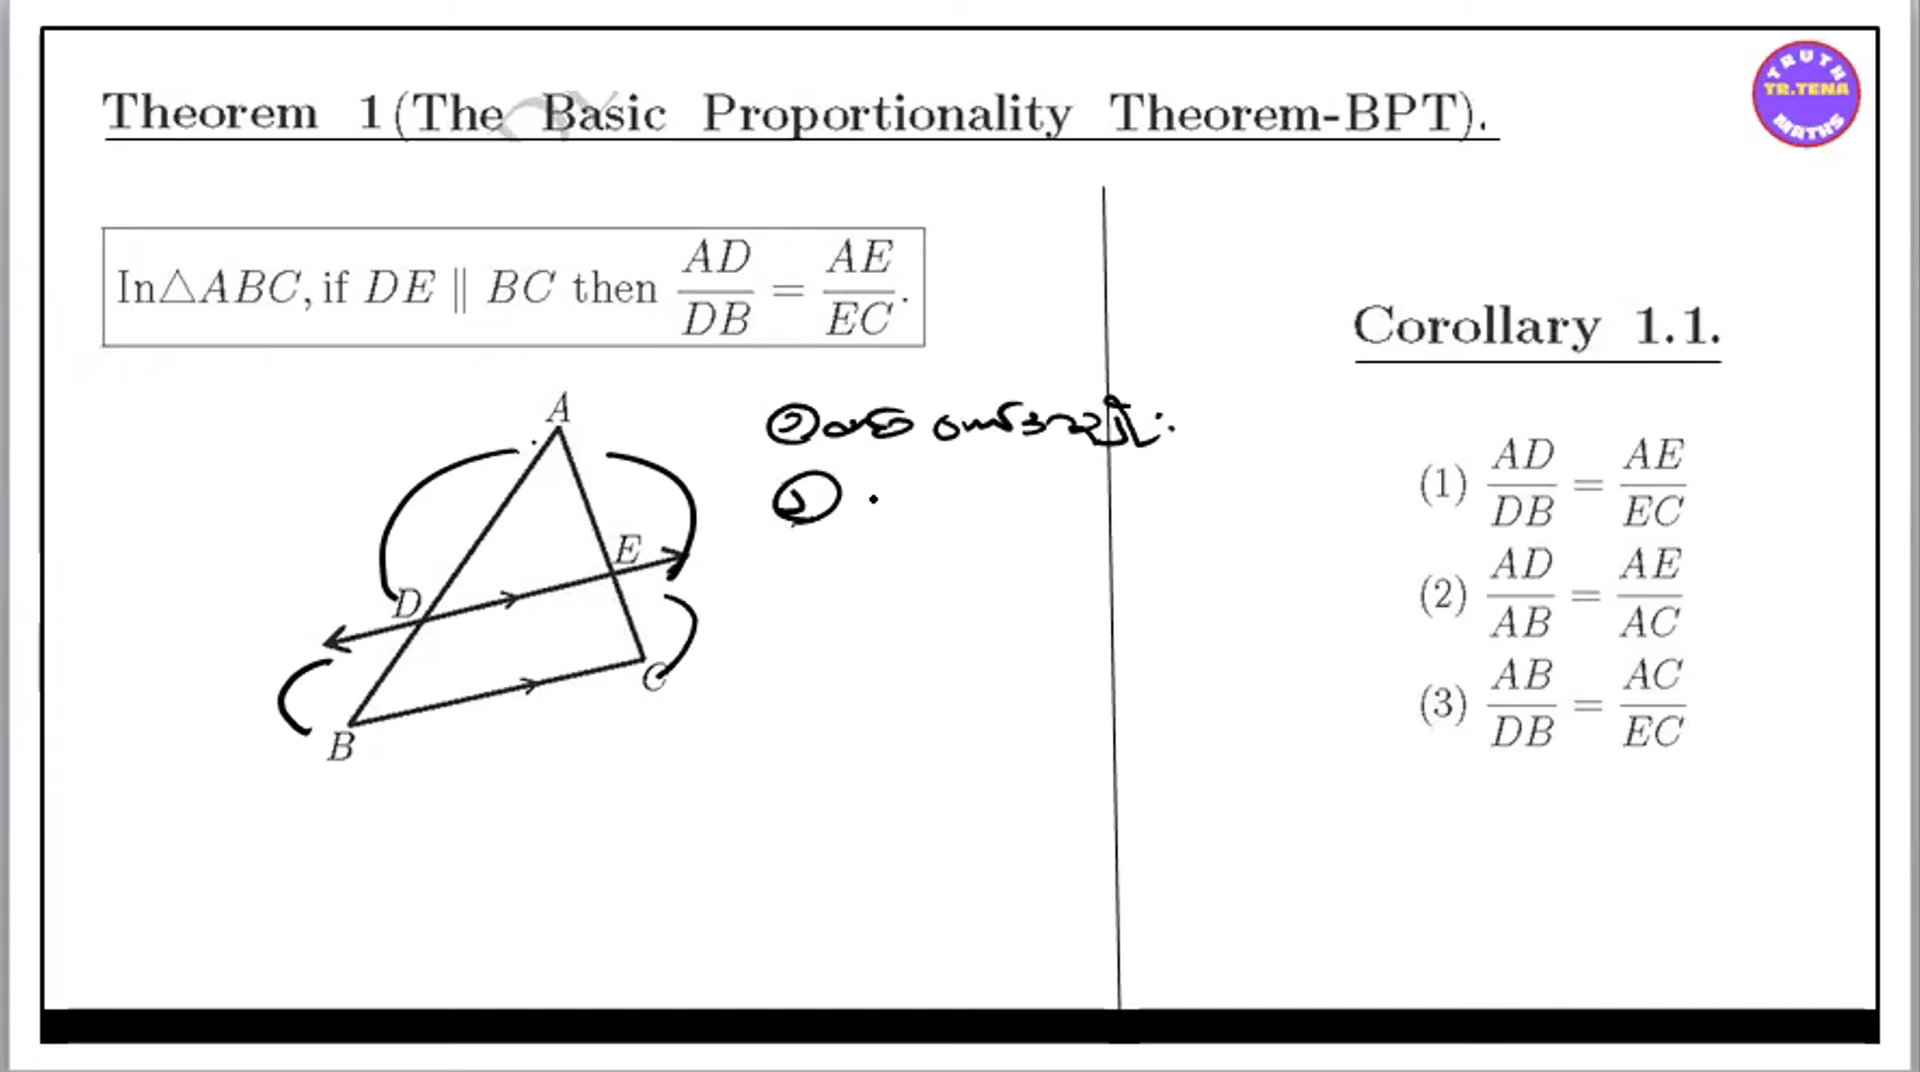 Theorem 1(The Basic Proportionality Theorem-BPT).
TRUTH
TR.TENA
MATHS
In△ABC, if DE ∥ BC then AD/DB = AE/EC.
A
E
D
C
B
Corollary 1.1.
(1) AD/DB = AE/EC
(2) AD/AB = AE/AC
(3) AB/DB = AC/EC